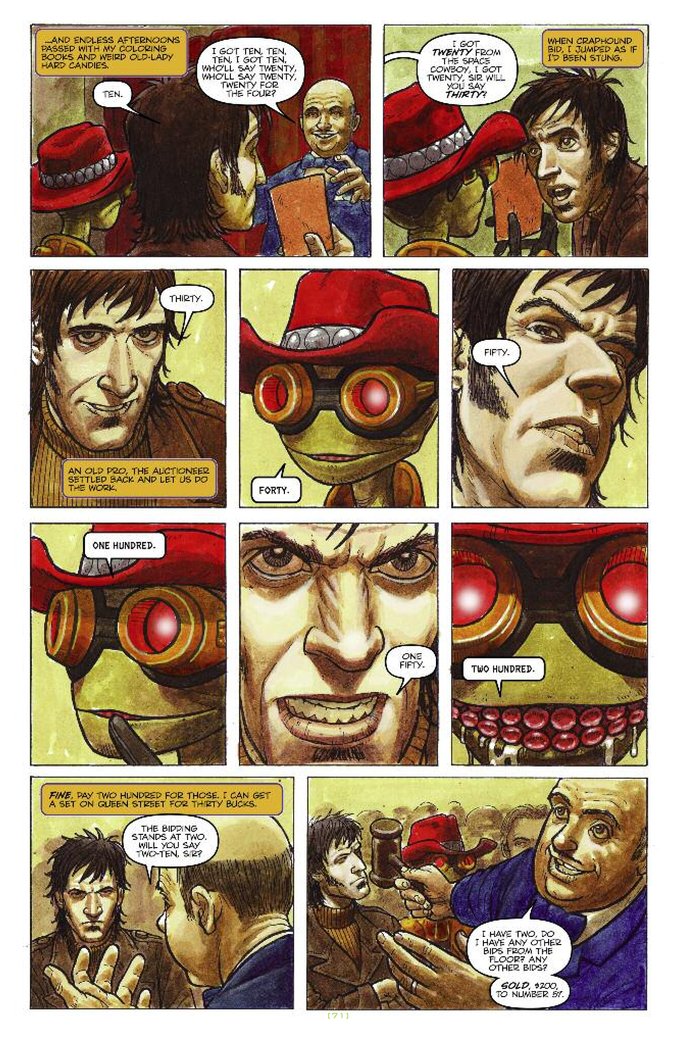 ...AND ENDLESS AFTERNOONS
PASSED WITH MY COLORING
BOOKS AND WEIRD OLD-LADY
HARD CANDIES.
TEN.
I GOT TEN, TEN,
TEN, I GOT TEN,
WHO'LL SAY TWENTY,
WHO'LL SAY TWENTY,
TWENTY FOR
THE FOUR?
I GOT
TWENTY FROM
THE SPACE
COWBOY, I GOT
TWENTY, SIR WILL
YOU SAY
THIRTY?
WHEN CRAPHOUND
BID, I JUMPED AS IF
I'D BEEN STUNG.
THIRTY.
AN OLD PRO, THE AUCTIONEER
SETTLED BACK AND LET US DO
THE WORK.
FORTY.
FIFTY.
ONE HUNDRED.
ONE
FIFTY.
TWO HUNDRED.
FINE, PAY TWO HUNDRED FOR THOSE. I CAN GET
A SET ON QUEEN STREET FOR THIRTY BUCKS.
THE BIDDING
STANDS AT TWO.
WILL YOU SAY
TWO-TEN, SIR?
I HAVE TWO, DO
I HAVE ANY OTHER
BIDS FROM THE
FLOOR? ANY
OTHER BIDS?
SOLD, $200,
TO NUMBER 57.
[71]